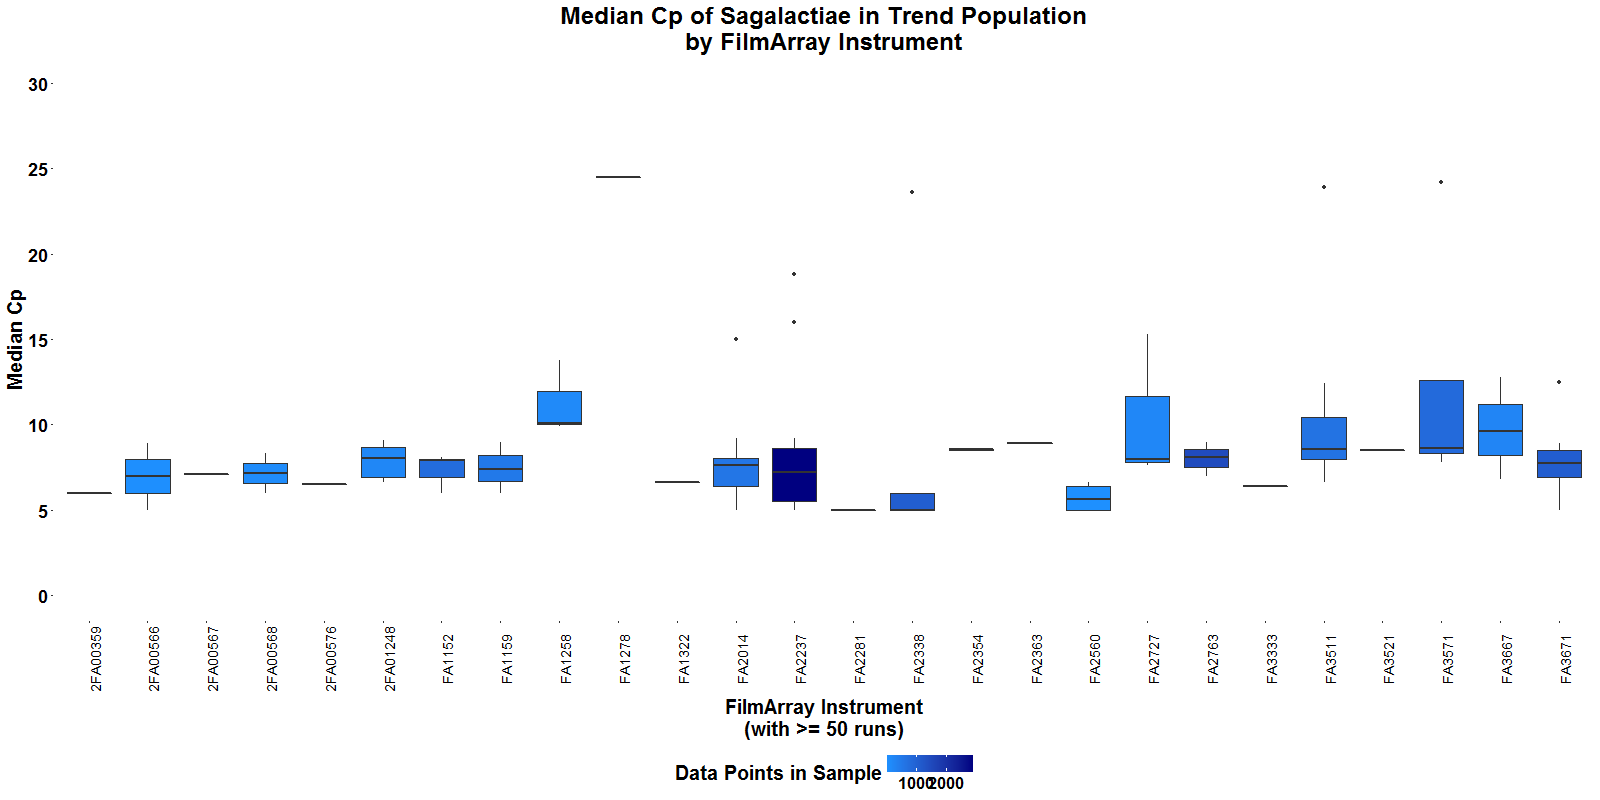 Median Cp of Sagalactiae in Trend Population
by FilmArray Instrument
Median Cp
30
25
20
15
10
5
0
2FA00359
2FA00566
2FA00567
2FA00568
2FA00576
2FA01248
FA1152
FA1159
FA1258
FA1278
FA1322
FA2014
FA2237
FA2281
FA2338
FA2354
FA2363
FA2560
FA2727
FA2763
FA3333
FA3511
FA3521
FA3571
FA3667
FA3671
FilmArray Instrument
(with >= 50 runs)
Data Points in Sample
1000 2000